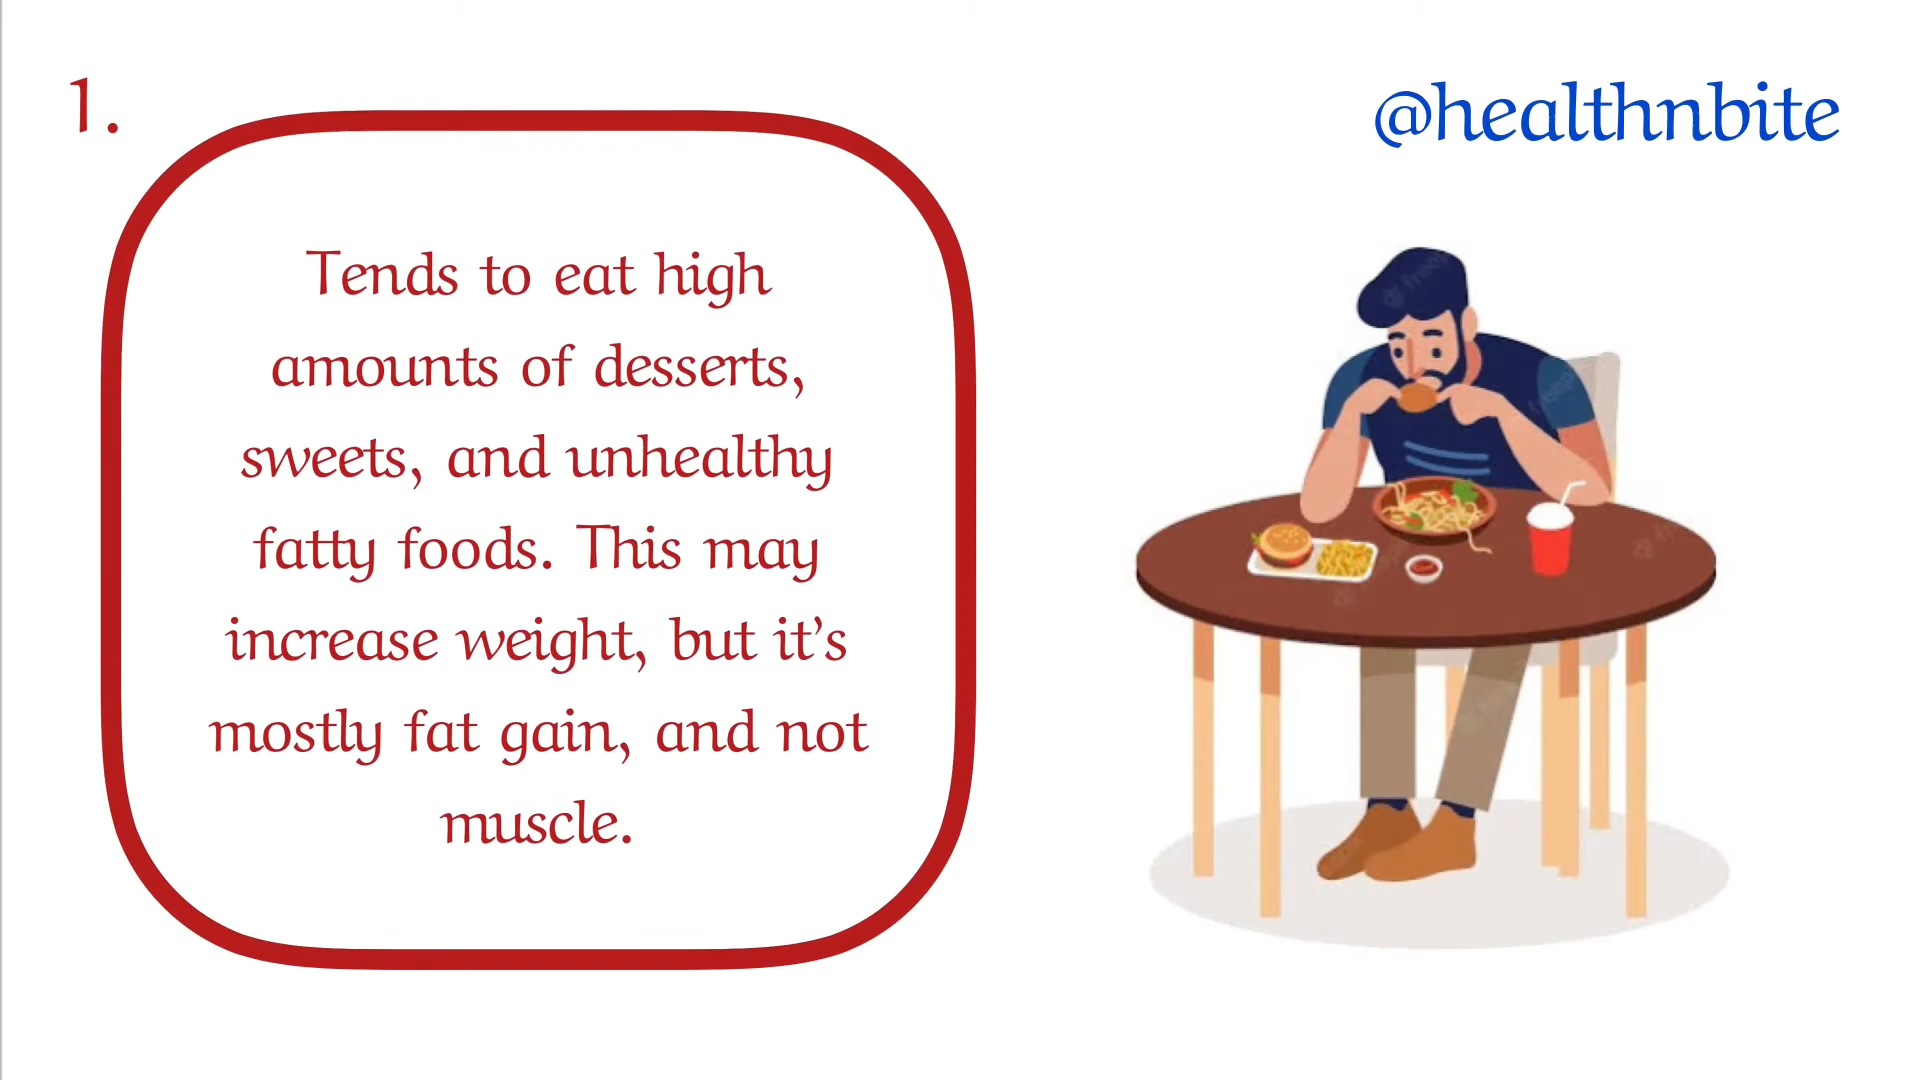 1.
@healthnbite
Tends to eat high
amounts of desserts,
sweets, and unhealthy
fatty foods. This may
increase weight, but it's
mostly fat gain, and not
muscle.